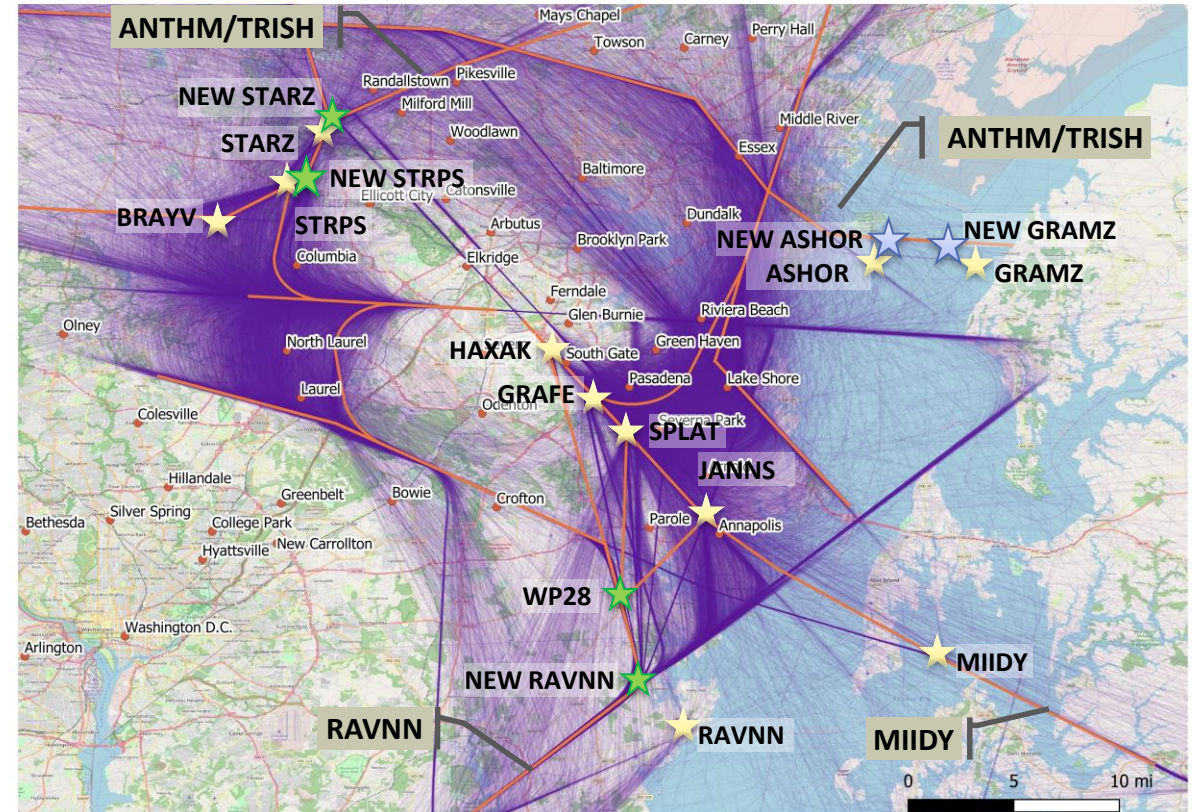 Mays Chapel
ANTHM/TRISH
Perry Hall
Carney
Towson
Pikesville
Randallstown
NEW STARZ
Milford Mill
Middle River
STARZ
Woodlawn
ANTHM/TRISH
Essex
Baltimore
NEW STRPS
Ellicott City
Catonsville
BRAYV
STRPS
Dundalk
Arbutus
NEW ASHOR
NEW GRAMZ
Brooklyn Park
Columbia
Elkridge
ASHOR
GRAMZ
Ferndale
Glen Burnie
Riviera Beach
Olney
North Laurel
Green Haven
HAXAK
South Gate
Pasadena
Lake Shore
Laurel
GRAFE
Odenton
Colesville
Severna Park
SPLAT
JANNS
Hillandale
Greenbelt
Bowie
Crofton
Silver Spring
Bethesda
College Park
Parole
Annapolis
Hyattsville
New Carrollton
WP28
Washington D.C.
Arlington
MIIDY
NEW RAVNN
RAVNN
RAVNN
MIIDY
0 5 10 mi